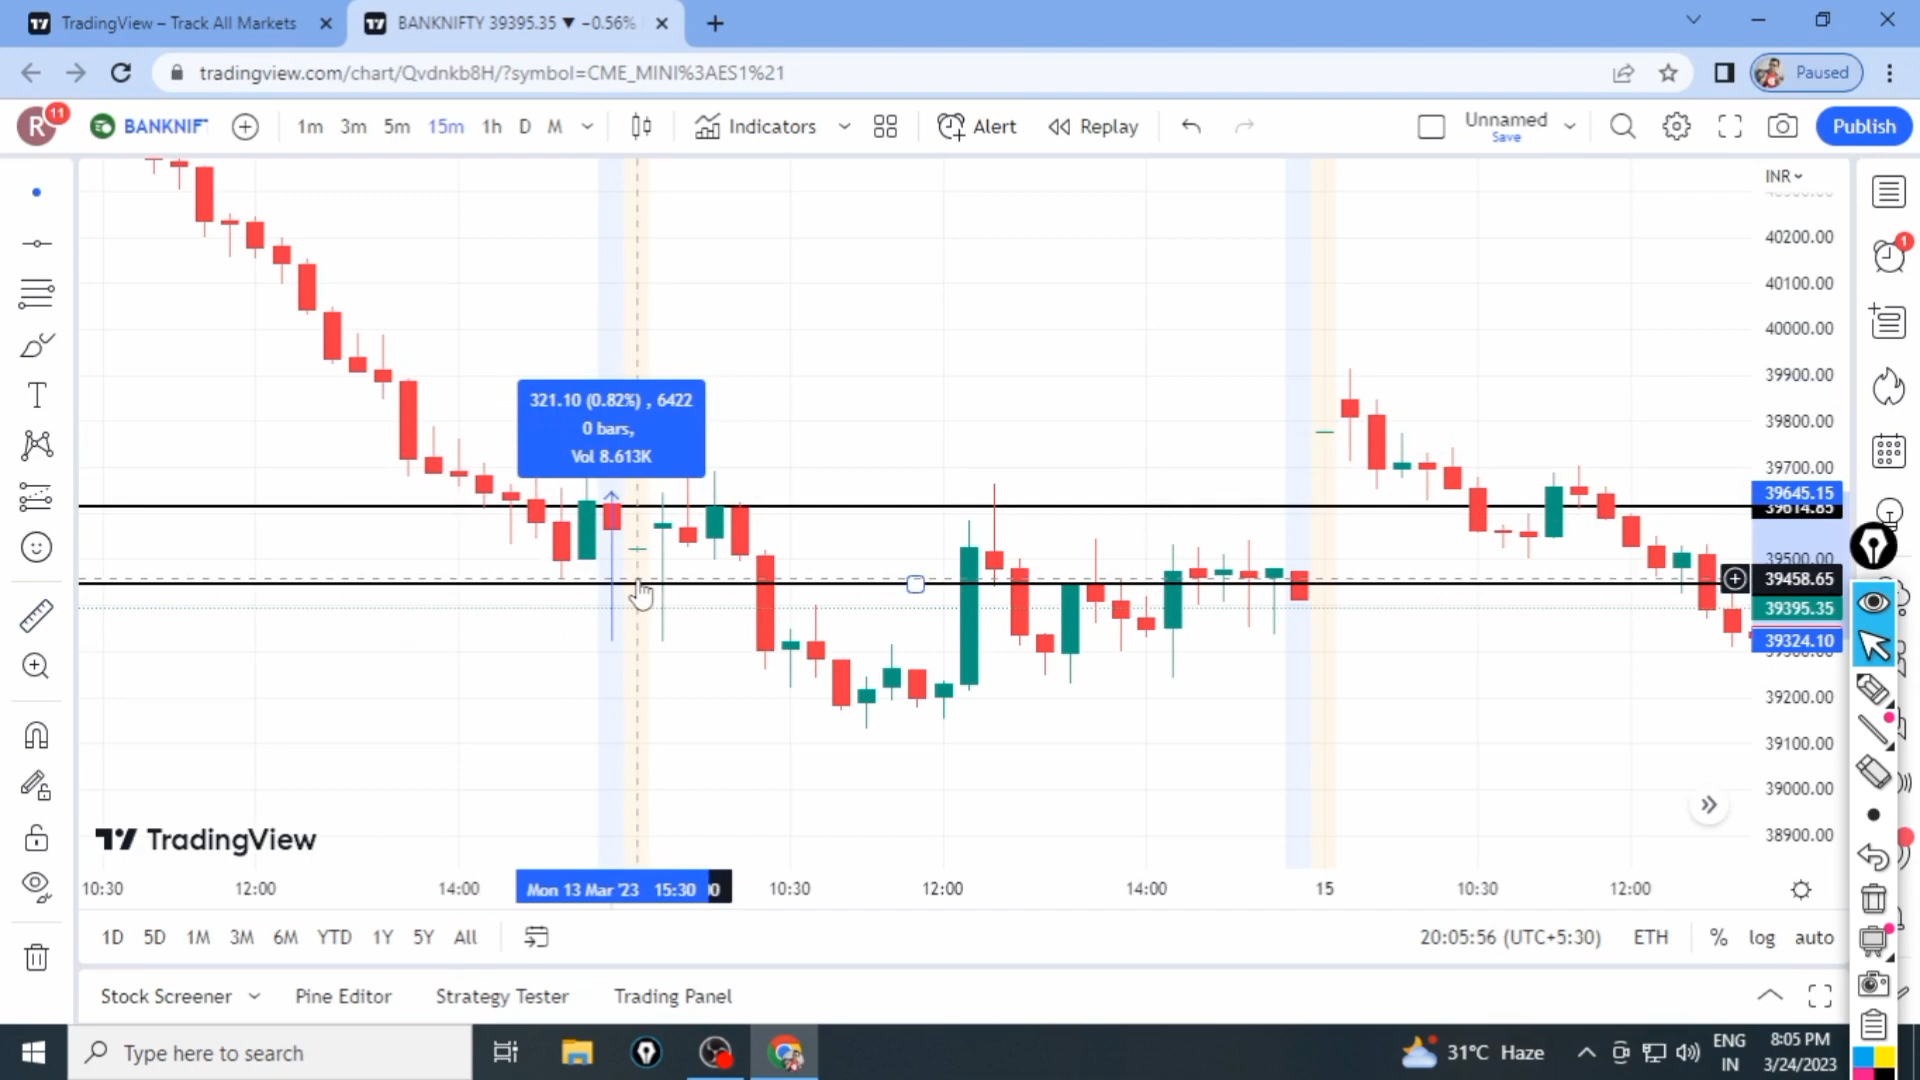 TradingView – Track All Markets
BANKNIFTY 39395.35 ▼ −0.56%
tradingview.com/chart/Qvdnkb8H/?symbol=CME_MINI%3AES1%21
Paused
R 11
BANKNIF
1m 3m 5m 15m 1h D M
Indicators
Alert
Replay
Unnamed
Save
Publish
INR
40200.00
40100.00
40000.00
39900.00
39800.00
39700.00
39645.15
39614.85
39500.00
39458.65
39395.35
39324.10
39200.00
39100.00
39000.00
38900.00
321.10 (0.82%) , 6422
0 bars,
Vol 8.613K
1
TradingView
10:30 12:00 14:00 Mon 13 Mar '23 15:30 10:30 12:00 14:00 15 10:30 12:00
1D 5D 1M 3M 6M YTD 1Y 5Y All
20:05:56 (UTC+5:30) ETH % log auto
Stock Screener Pine Editor Strategy Tester Trading Panel
Type here to search
31°C Haze
ENG
IN
8:05 PM
3/24/2023